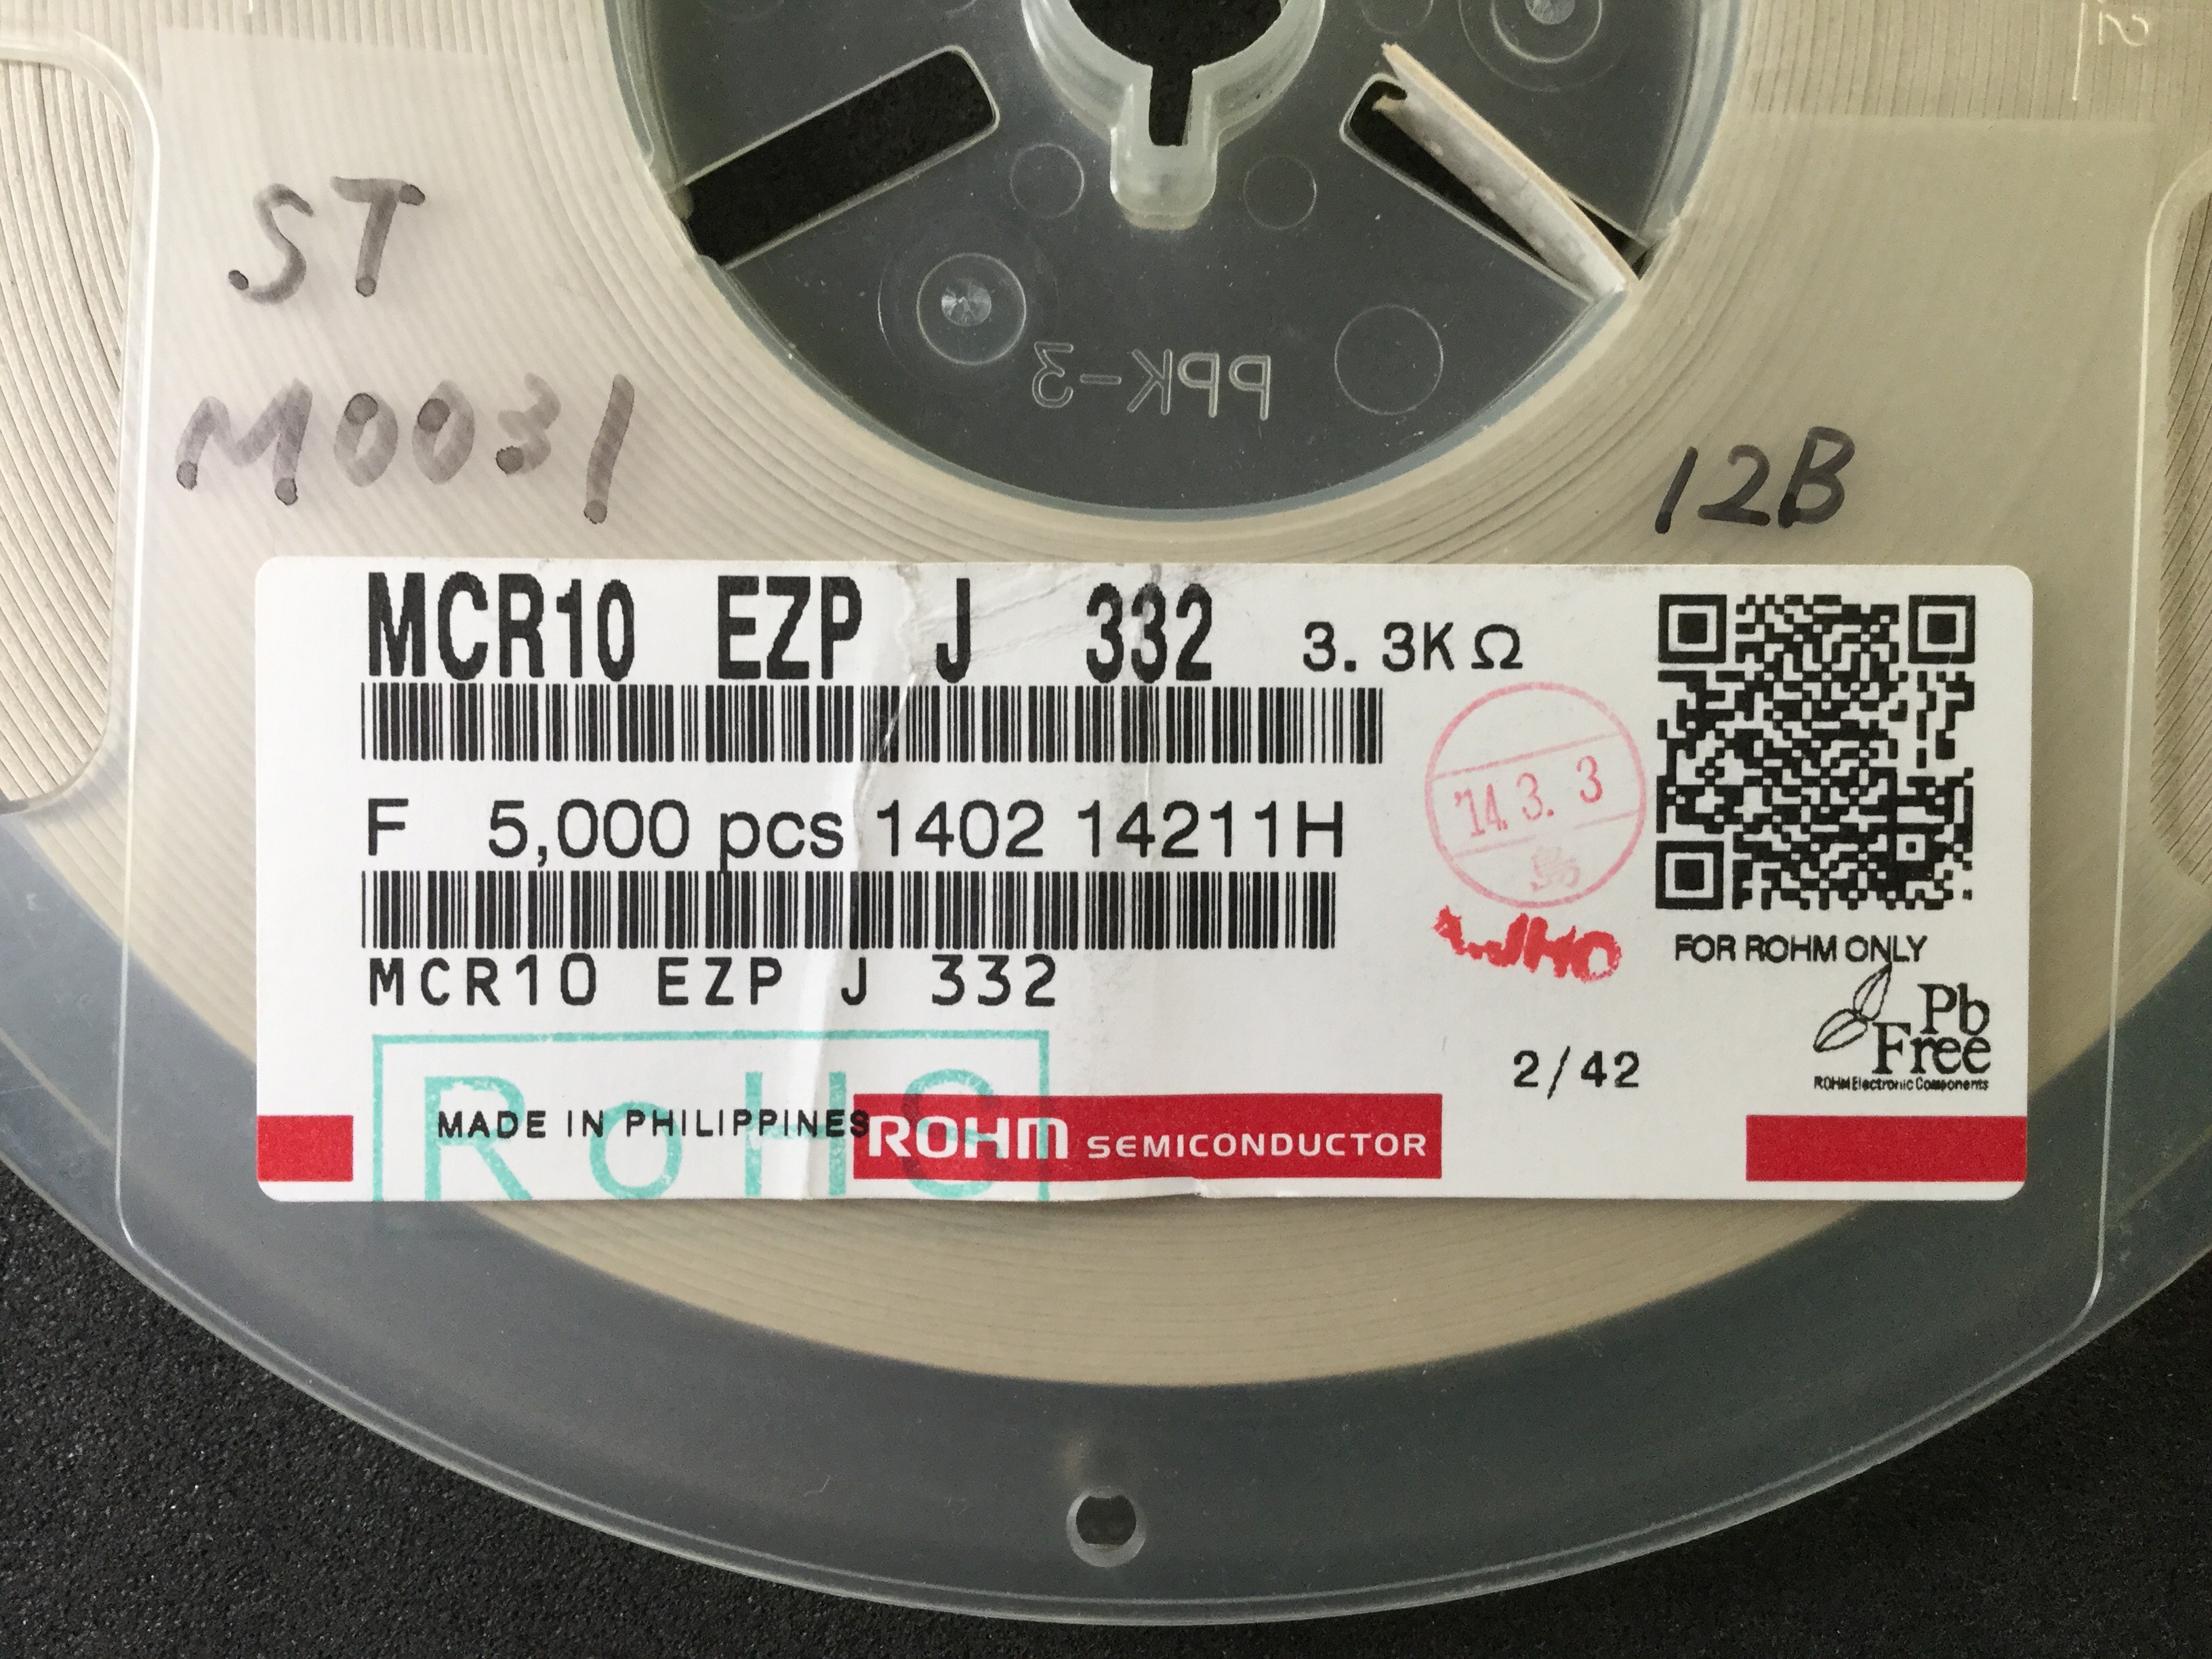 ST
M0031
PPK-3
12B
MCR10 EZP J 332 3.3KΩ
F 5,000 pcs 1402 14211H
'14.3.3
MCR10 EZP J 332
FOR ROHM ONLY
Pb
Free
ROHM Electronic Components
2/42
RoHS
MADE IN PHILIPPINES
ROHM SEMICONDUCTOR